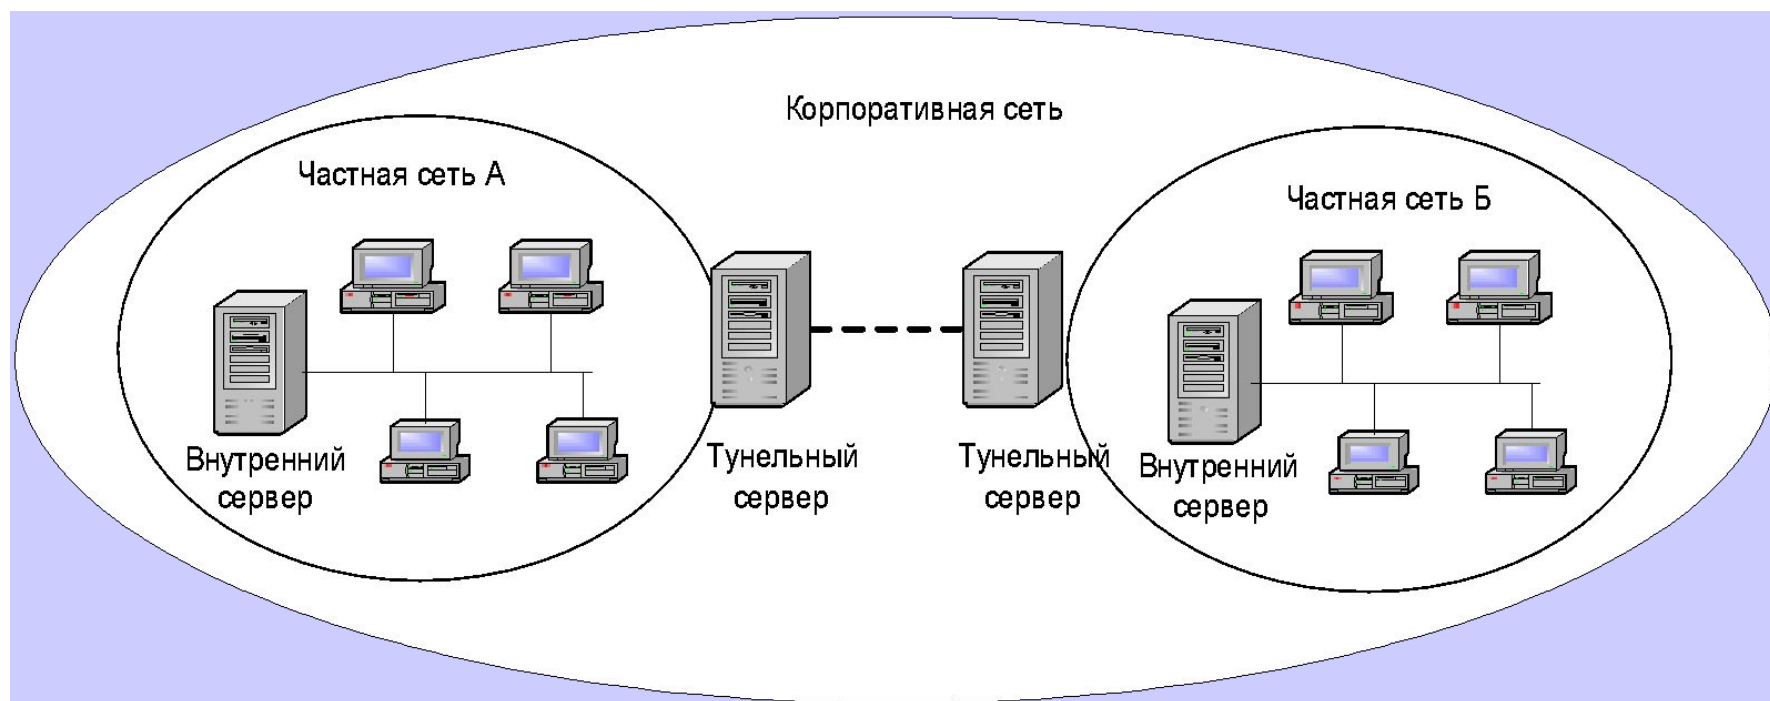 Корпоративная сеть
Частная сеть А
Частная сеть Б
Внутренний
сервер
Тунельный
сервер
Тунельный
сервер
Внутренний
сервер